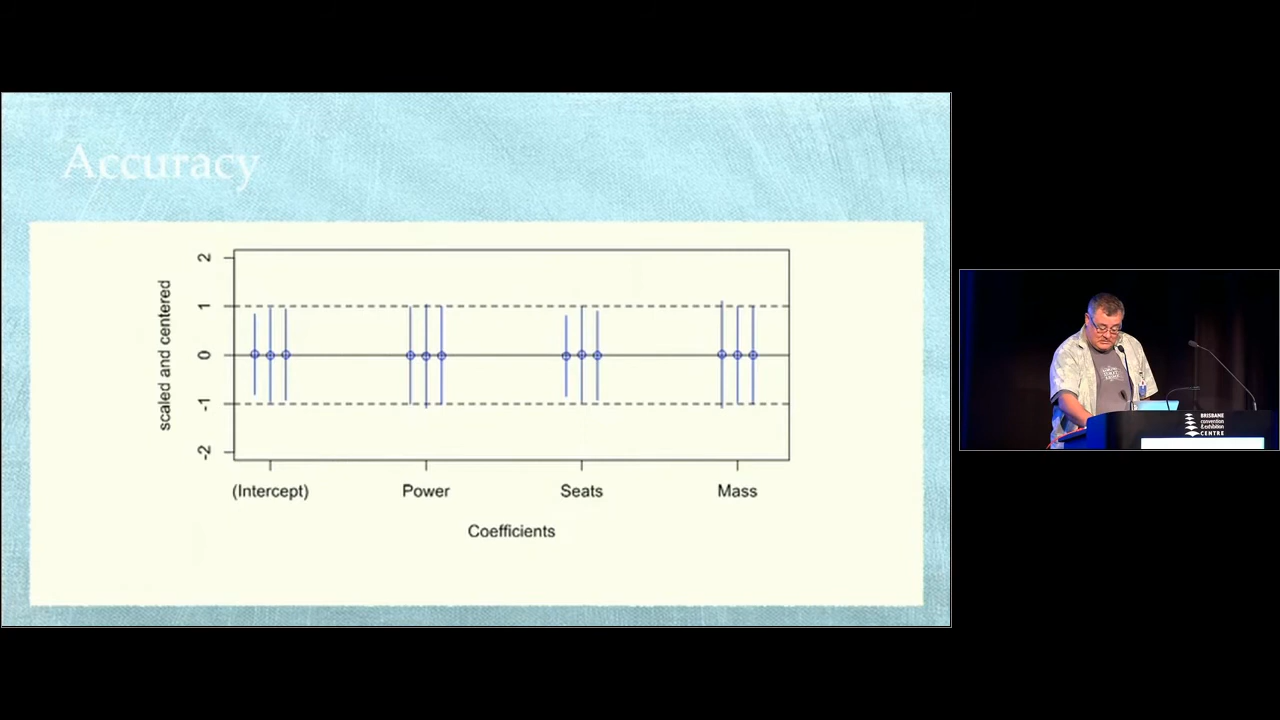 Accuracy
2
1
0
-1
-2
scaled and centered
(Intercept) Power Seats Mass
Coefficients
BRISBANE
convention
& exhibition
CENTRE